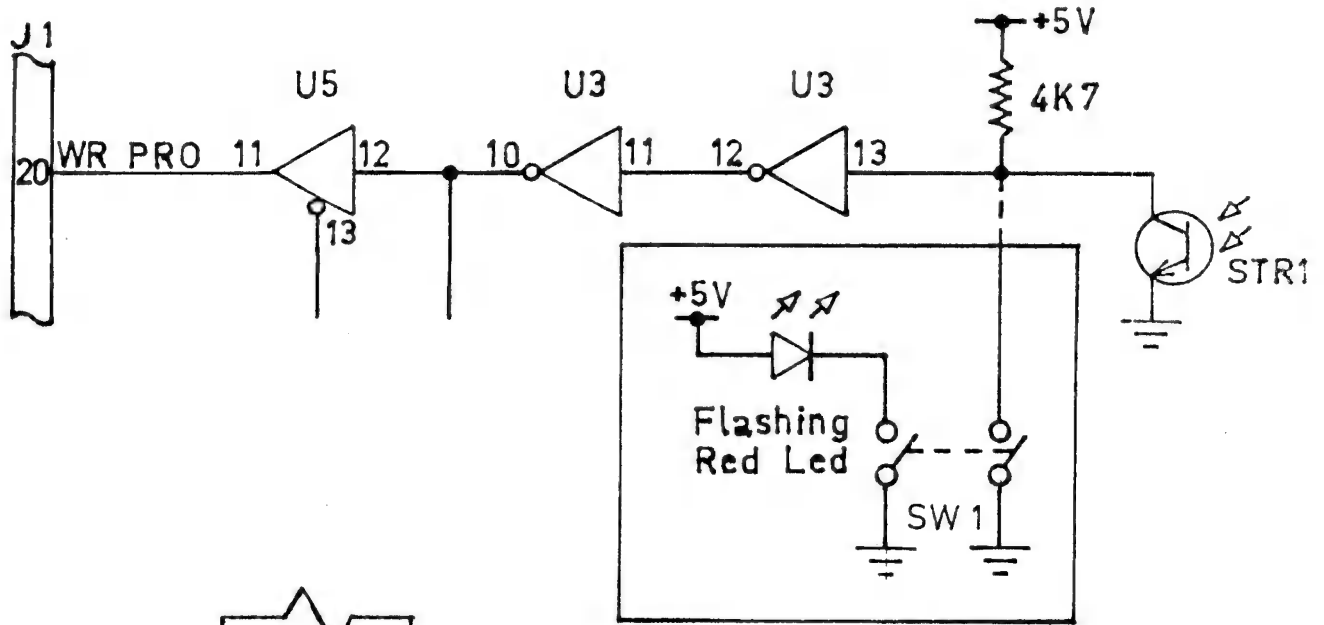 J1
+5V
U5
U3
U3
4K7
20
WR PRO
11
12
10
11
12
13
13
STR1
+5V
Flashing
Red Led
SW1